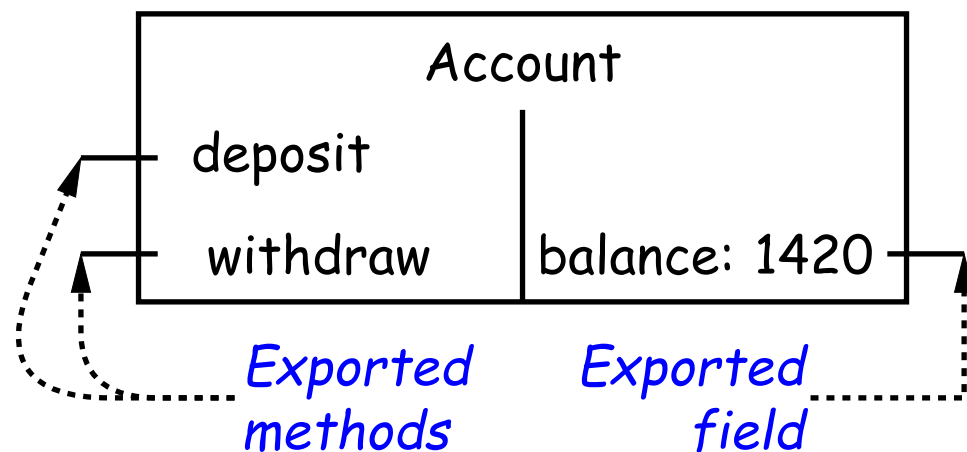 Account
deposit
withdraw
balance: 1420
Exported methods
Exported field